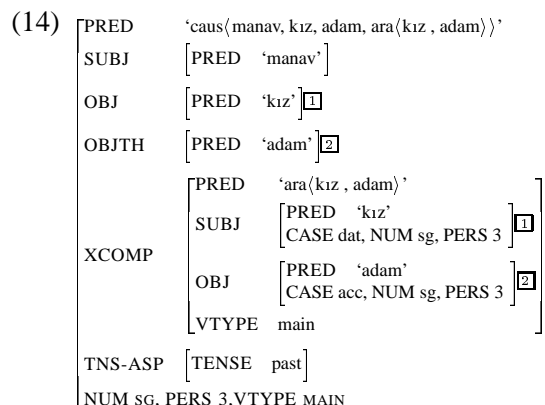 (14)
PRED ‘caus⟨manav, kız, adam, ara⟨kız , adam⟩⟩’
SUBJ [PRED ‘manav’]
OBJ [PRED ‘kız’] 1
OBJTH [PRED ‘adam’] 2
PRED ‘ara⟨kız , adam⟩’
PRED ‘kız’
SUBJ 1
CASE dat, NUM sg, PERS 3
XCOMP
PRED ‘adam’
OBJ 2
CASE acc, NUM sg, PERS 3
VTYPE main
TNS-ASP [TENSE past]
NUM SG, PERS 3,VTYPE MAIN